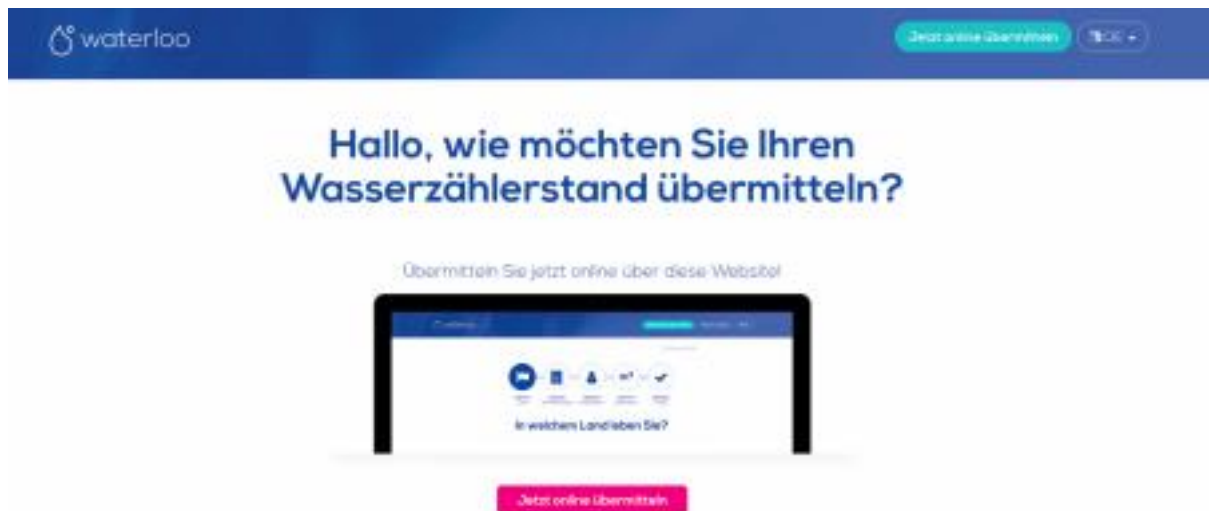 waterloo
Jetzt online übermitteln
DE
Hallo, wie möchten Sie Ihren
Wasserzählerstand übermitteln?
Übermitteln Sie jetzt online über diese Website!
In welchem Land leben Sie?
Jetzt online übermitteln